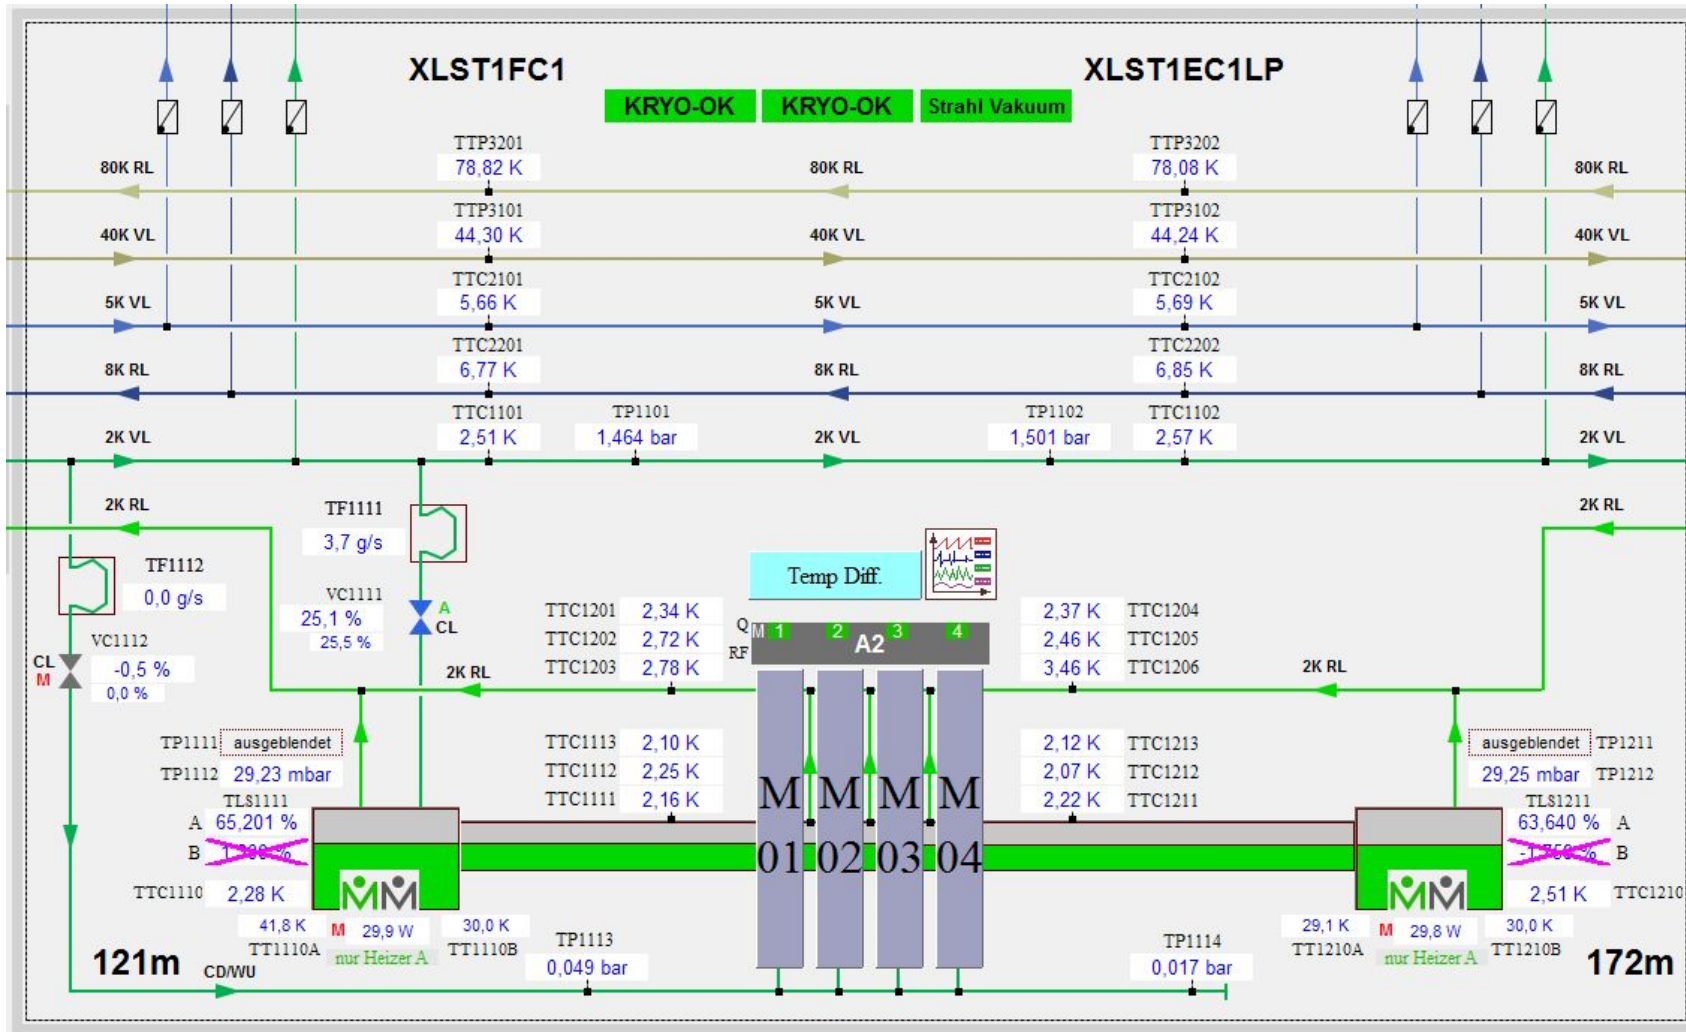 XLST1FC1 XLST1EC1LP
KRYO-OK KRYO-OK Strahl Vakuum
TTP3201 TTP3202
80K RL 78,82 K 80K RL 78,08 K 80K RL
TTP3101 TTP3102
40K VL 44,30 K 40K VL 44,24 K 40K VL
TTC2101 TTC2102
5K VL 5,66 K 5K VL 5,69 K 5K VL
TTC2201 TTC2202
8K RL 6,77 K 8K RL 6,85 K 8K RL
TTC1101 TP1101 TP1102 TTC1102
2K VL 2,51 K 1,464 bar 2K VL 1,501 bar 2,57 K 2K VL
2K RL TF1111 2K RL
3,7 g/s
TF1112 Temp Diff.
0,0 g/s VC1111
25,1 % A TTC1201 2,34 K 2,37 K TTC1204
25,5 % CL
VC1112 TTC1202 2,72 K Q M 1 2 3 4 A2 2,46 K TTC1205
CL -0,5 % TTC1203 2,78 K RF 3,46 K TTC1206
M 0,0 % 2K RL 2K RL
TP1111 ausgeblendet TTC1113 2,10 K 2,12 K TTC1213 ausgeblendet TP1211
TP1112 29,23 mbar TTC1112 2,25 K 2,07 K TTC1212 29,25 mbar TP1212
TLS1111 TTC1111 2,16 K M M M M 2,22 K TTC1211 TLS1211
A 65,201 % 63,640 % A
B 01 02 03 04 B
TTC1110 2,28 K 2,51 K TTC1210
41,8 K M 29,9 W 30,0 K 29,1 K M 29,8 W 30,0 K
TT1110A nur Heizer A TT1110B TP1113 TP1114 TT1210A nur Heizer A TT1210B
121m CD/WU 0,049 bar 0,017 bar 172m